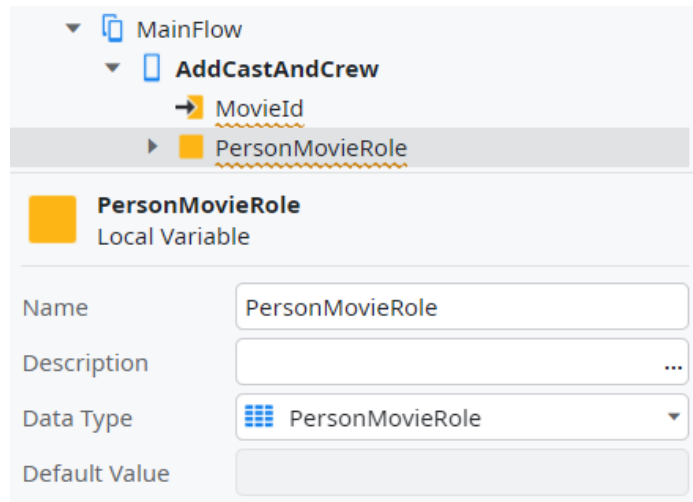 MainFlow
AddCastAndCrew
MovieId
PersonMovieRole
PersonMovieRole
Local Variable
Name PersonMovieRole
Description ...
Data Type PersonMovieRole
Default Value